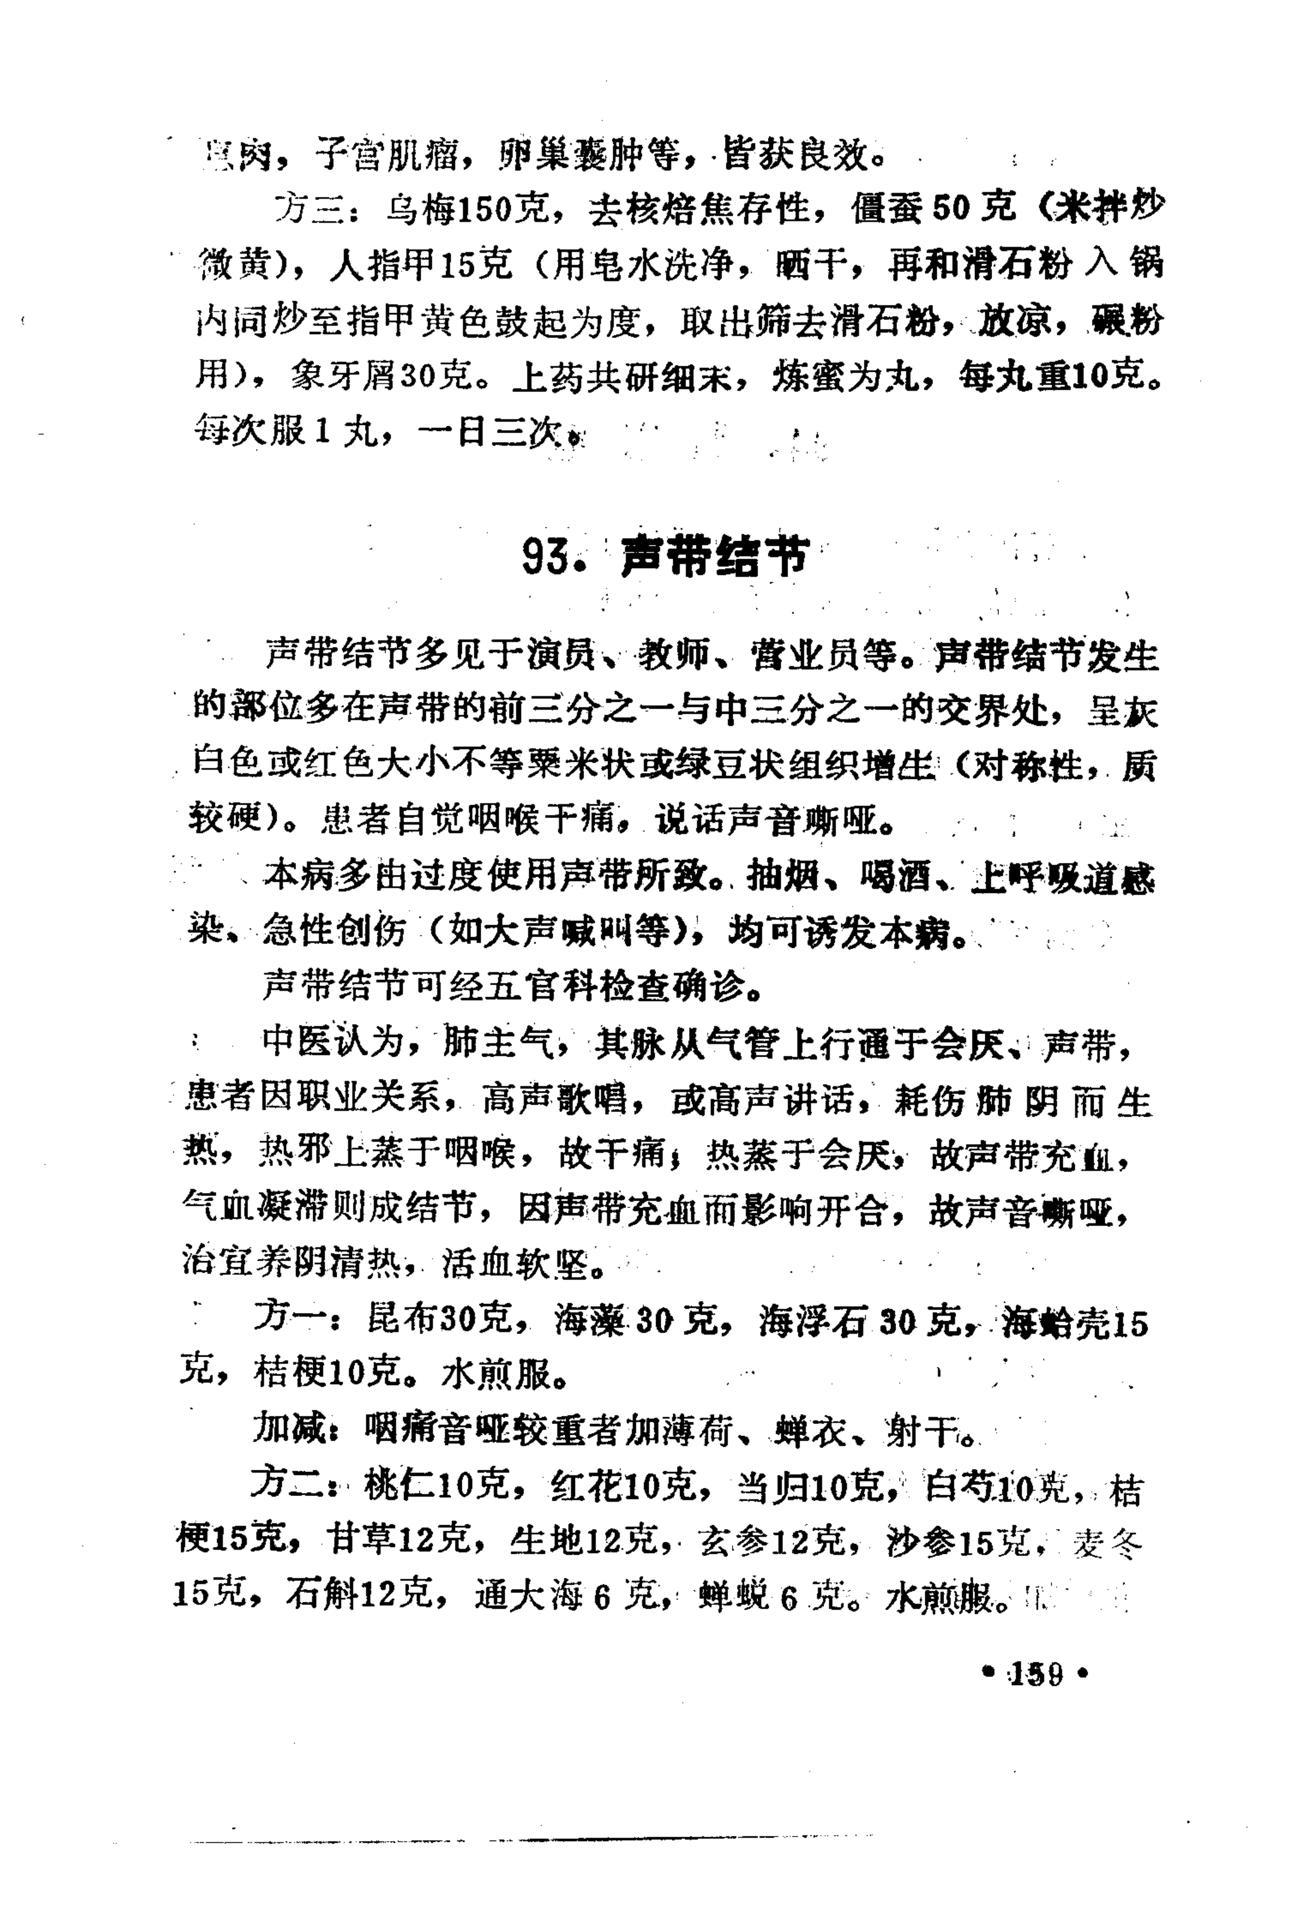 息肉，子宫肌瘤，卵巢囊肿等，皆获良效。
方三：乌梅150克，去核焙焦存性，僵蚕50克（米拌炒
微黄），人指甲15克（用皂水洗净，晒干，再和滑石粉入锅
内同炒至指甲黄色鼓起为度，取出筛去滑石粉，放凉，碾粉
用），象牙屑30克。上药共研细末，炼蜜为丸，每丸重10克。
每次服1丸，一日三次。
93．声带结节
声带结节多见于演员、教师、营业员等。声带结节发生
的部位多在声带的前三分之一与中三分之一的交界处，呈灰
白色或红色大小不等粟米状或绿豆状组织增生（对称性，质
较硬）。患者自觉咽喉干痛，说话声音嘶哑。
本病多由过度使用声带所致。抽烟、喝酒、上呼吸道感
染、急性创伤（如大声喊叫等），均可诱发本病。
声带结节可经五官科检查确诊。
中医认为，肺主气，其脉从气管上行通于会厌、声带，
患者因职业关系，高声歌唱，或高声讲话，耗伤肺阴而生
热，热邪上蒸于咽喉，故干痛；热蒸于会厌，故声带充血，
气血凝滞则成结节，因声带充血而影响开合，故声音嘶哑，
治宜养阴清热，活血软坚。
方一：昆布30克，海藻30克，海浮石30克，海蛤壳15
克，桔梗10克。水煎服。
加减：咽痛音哑较重者加薄荷、蝉衣、射干。
方二：桃仁10克，红花10克，当归10克，白芍10克，桔
梗15克，甘草12克，生地12克，玄参12克，沙参15克，麦冬
15克，石斛12克，通大海6克，蝉蜕6克。水煎服。
•159•